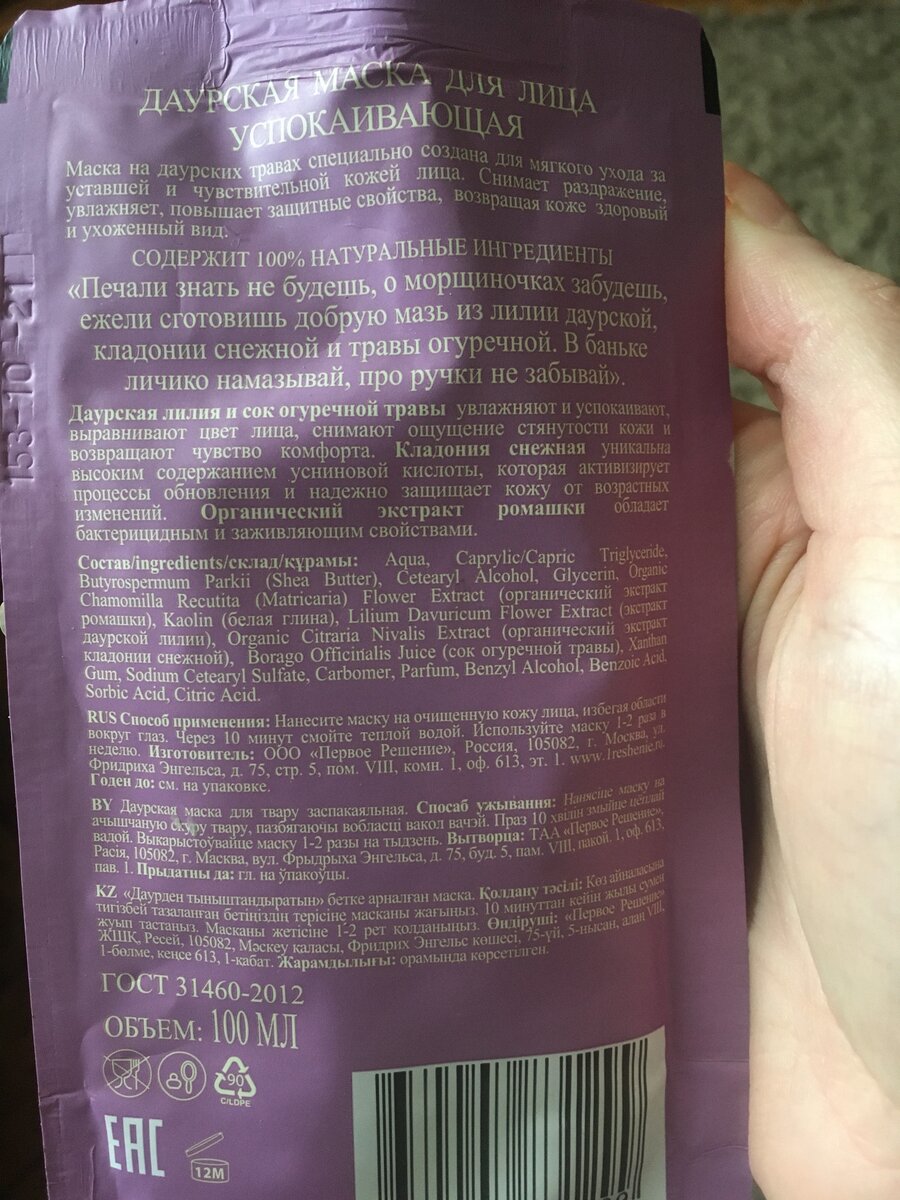 ДАУРСКАЯ МАСКА ДЛЯ ЛИЦА
УСПОКАИВАЮЩАЯ
Маска на даурских травах специально создана для мягкого ухода за
уставшей и чувствительной кожей лица. Снимает раздражение,
увлажняет, повышает защитные свойства, возвращая коже здоровый
и ухоженный вид.
СОДЕРЖИТ 100% НАТУРАЛЬНЫЕ ИНГРЕДИЕНТЫ
«Печали знать не будешь, о морщиночках забудешь,
ежели сготовишь добрую мазь из лилии даурской,
кладонии снежной и травы огуречной. В баньке
личико намазывай, про ручки не забывай».
Даурская лилия и сок огуречной травы увлажняют и успокаивают,
выравнивают цвет лица, снимают ощущение стянутости кожи и
возвращают чувство комфорта. Кладония снежная уникальна
высоким содержанием усниновой кислоты, которая активизирует
процессы обновления и надежно защищает кожу от возрастных
изменений. Органический экстракт ромашки обладает
бактерицидным и заживляющим свойствами.
Состав/ingredients/склад/құрамы: Aqua, Caprylic/Capric Triglyceride,
Butyrospermum Parkii (Shea Butter), Cetearyl Alcohol, Glycerin, Organic
Chamomilla Recutita (Matricaria) Flower Extract (органический экстракт
ромашки), Kaolin (белая глина), Lilium Davuricum Flower Extract (экстракт
даурской лилии), Organic Citraria Nivalis Extract (органический экстракт
кладонии снежной), Borago Officinalis Juice (сок огуречной травы), Xanthan
Gum, Sodium Cetearyl Sulfate, Carbomer, Parfum, Benzyl Alcohol, Benzoic Acid,
Sorbic Acid, Citric Acid.
RUS Способ применения: Нанесите маску на очищенную кожу лица, избегая области
вокруг глаз. Через 10 минут смойте теплой водой. Используйте маску 1-2 раза в
неделю. Изготовитель: ООО «Первое Решение», Россия, 105082, г. Москва, ул.
Фридриха Энгельса, д. 75, стр. 5, пом. VIII, комн. 1, оф. 613, эт. 1. www.1reshenie.ru.
Годен до: см. на упаковке.
BY Даурская маска для твару заспакаяльная. Спосаб ужывання: Нанясіце маску на
ачышчаную скуру твару, пазбягаючы вобласці вакол вачэй. Праз 10 хвілін змыйце цёплай
вадой. Выкарыстоўвайце маску 1-2 разы на тыдзень. Вытворца: ТАА «Первое Решение»,
Расія, 105082, г. Масква, вул. Фрыдрыха Энгельса, д. 75, буд. 5, пам. VIII, пакой. 1, оф. 613,
пав. 1. Прыдатны да: гл. на ўпакоўцы.
KZ «Даурден тыныштандыратын» бетке арналған маска. Қолдану тәсілі: Көз айналасына
тигізбей тазаланған бетіңіздің терісіне масканы жағыңыз. 10 минуттан кейін жылы сумен
жуып тастаңыз. Масканы жетісіне 1-2 рет қолданыңыз. Өндіруші: «Первое Решение»
ЖШҚ, Ресей, 105082, Мәскеу қаласы, Фридрих Энгельс көшесі, 75-үй, 5-нысан, алаң VIII,
1-бөлме, кеңсе 613, 1-қабат. Жарамдылығы: орамында көрсетілген.
ГОСТ 31460-2012
ОБЪЕМ: 100 МЛ
90
C/LDPE
EAC
12M